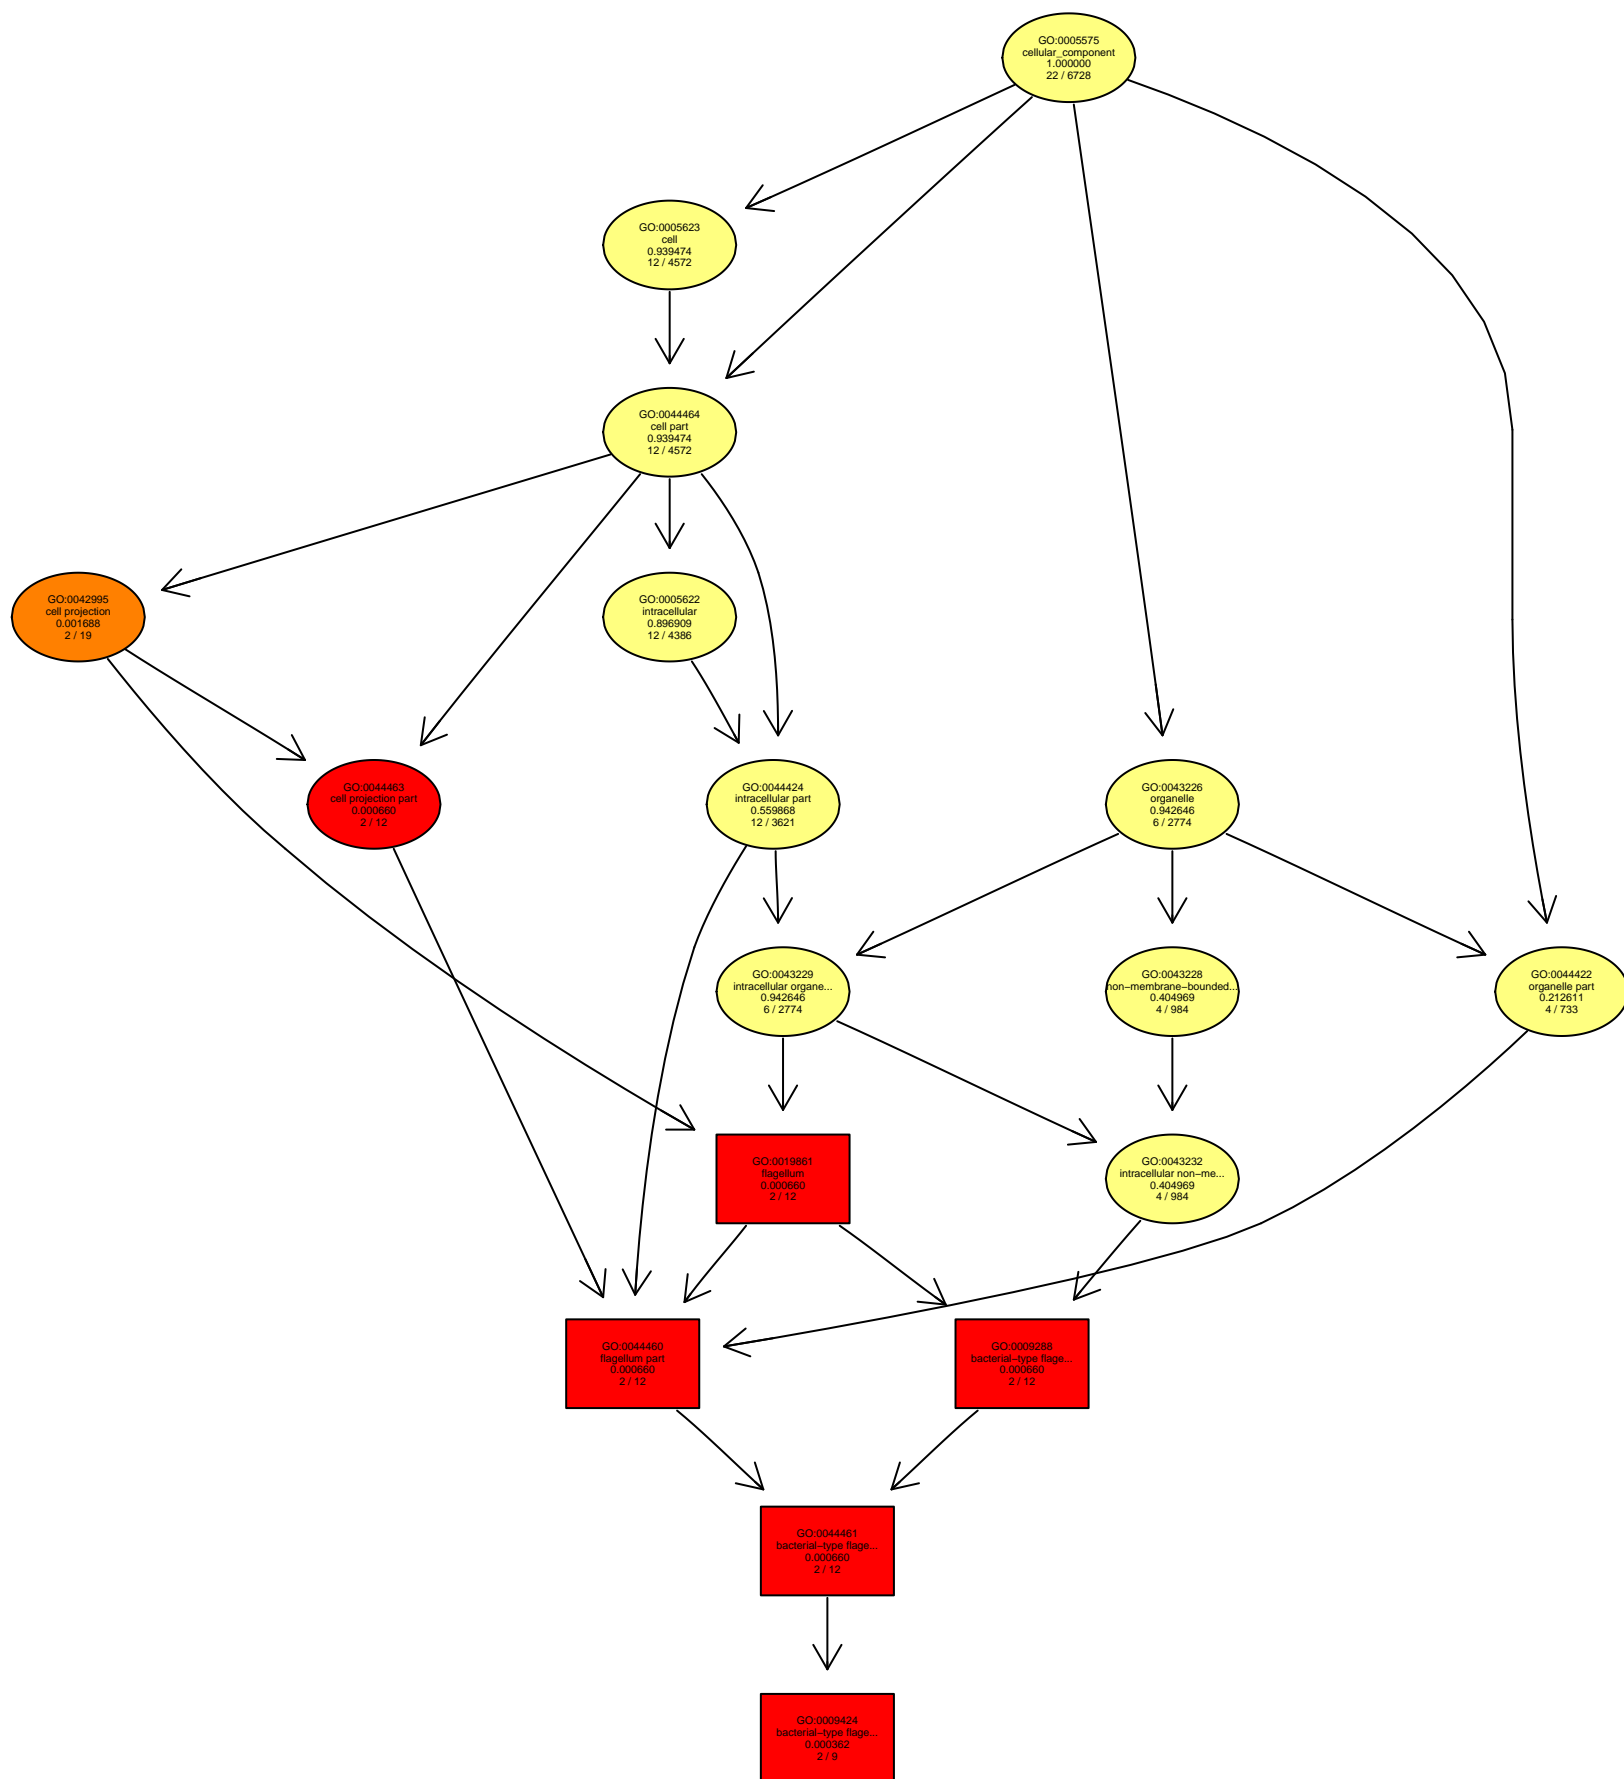 GO:0005575
cellular_component
1.000000
22 / 6728
GO:0005623
cell
0.939474
12 / 4572
GO:0044464
cell part
0.939474
12 / 4572
GO:0042995
cell projection
0.001688
2 / 19
GO:0005622
intracellular
0.896909
12 / 4386
GO:0044463
cell projection part
0.000660
2 / 12
GO:0044424
intracellular part
0.559868
12 / 3621
GO:0043226
organelle
0.942646
6 / 2774
GO:0043229
intracellular organe...
0.942646
6 / 2774
GO:0043228
non−membrane−bounded...
0.404969
4 / 984
GO:0044422
organelle part
0.212611
4 / 733
GO:0019861
flagellum
0.000660
2 / 12
GO:0043232
intracellular non−me...
0.404969
4 / 984
GO:0044460
flagellum part
0.000660
2 / 12
GO:0009288
bacterial−type flage...
0.000660
2 / 12
GO:0044461
bacterial−type flage...
0.000660
2 / 12
GO:0009424
bacterial−type flage...
0.000362
2 / 9